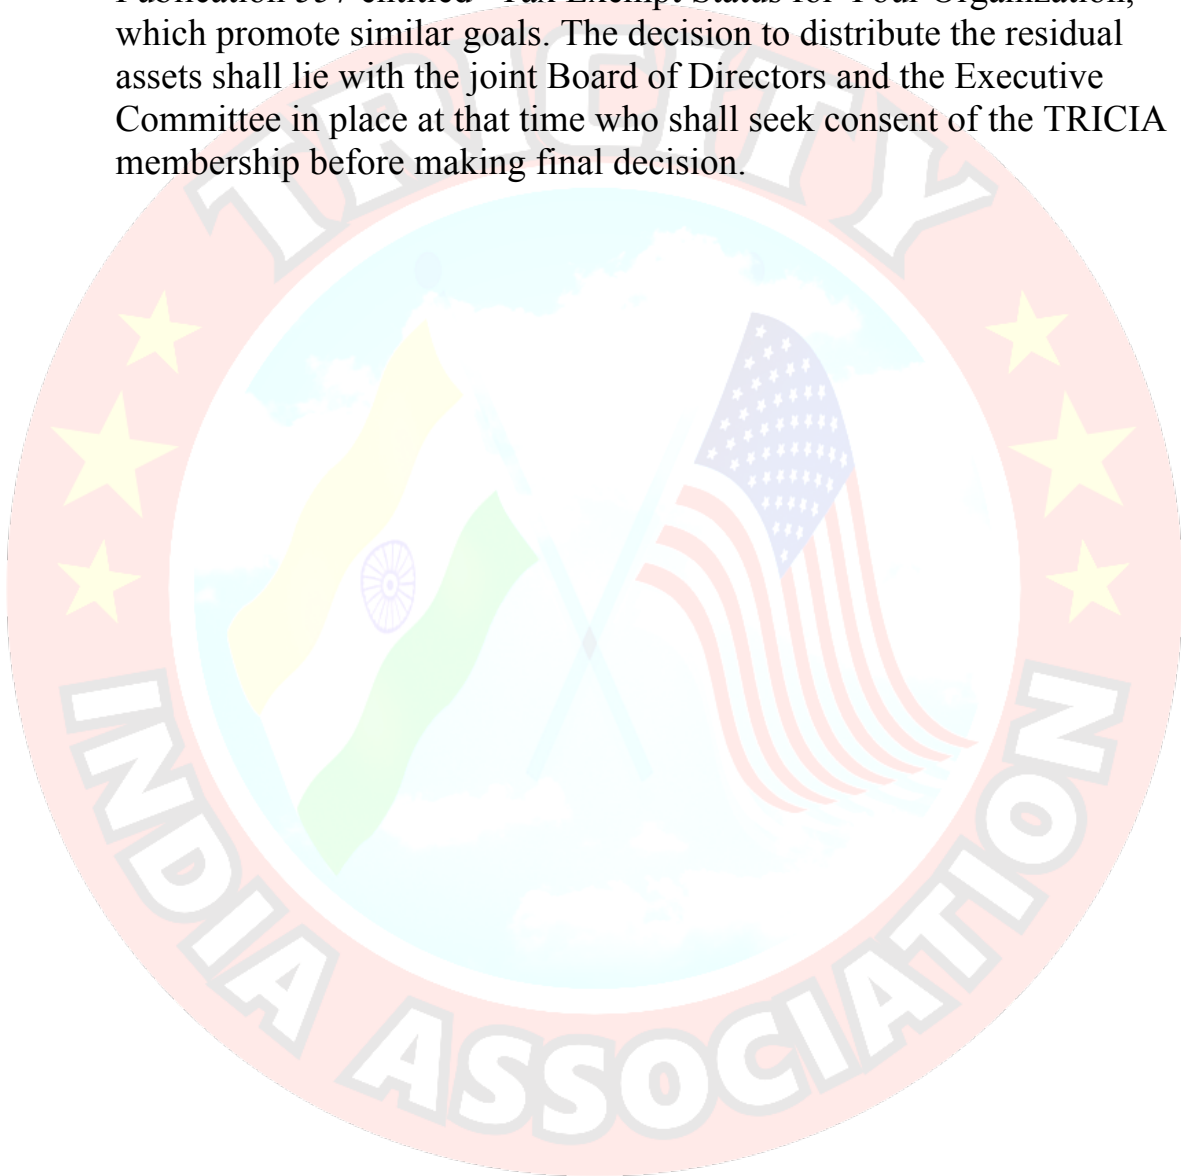 which promote similar goals. The decision to distribute the residual
assets shall lie with the joint Board of Directors and the Executive
Committee in place at that time who shall seek consent of the TRICIA
membership before making final decision.
TRICITY
INDIA ASSOCIATION